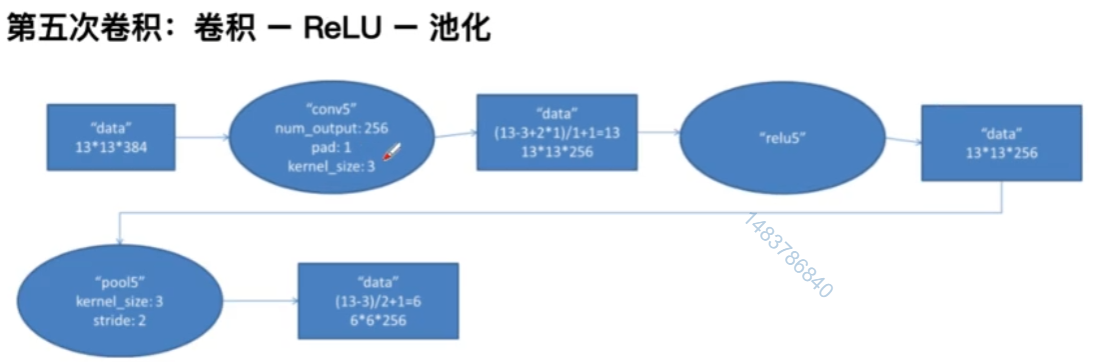 第五次卷积：卷积 － ReLU － 池化
“data”
13*13*384
“conv5”
num_output: 256
pad: 1
kernel_size: 3
“data”
(13-3+2*1)/1+1=13
13*13*256
“relu5”
“data”
13*13*256
“pool5”
kernel_size: 3
stride: 2
“data”
(13-3)/2+1=6
6*6*256
1483786840